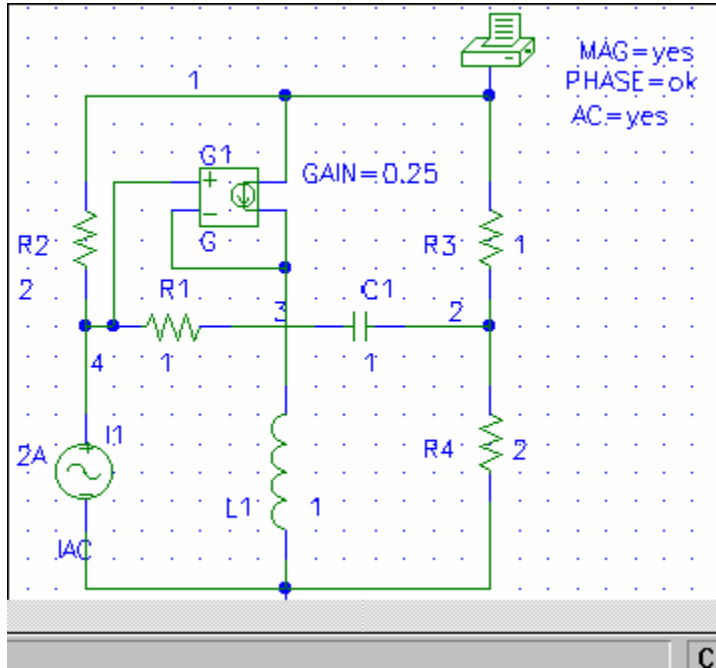 MAG=yes
PHASE=ok
AC=yes
1
G1
+
GAIN=0.25
−
G
R2
2
R3 1
R1
C1
3
2
4
1
1
I1
+
2A
−
IAC
L1 1
R4 2
C